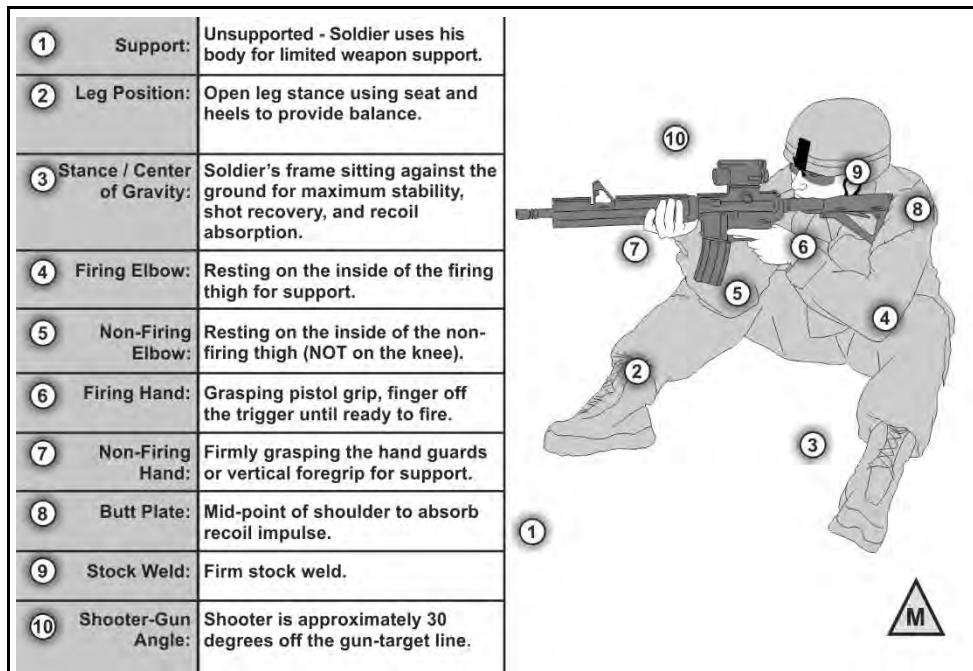 1 Support: Unsupported - Soldier uses his
body for limited weapon support.
2 Leg Position: Open leg stance using seat and
heels to provide balance.
3 Stance / Center
of Gravity: Soldier's frame sitting against the
ground for maximum stability,
shot recovery, and recoil
absorption.
4 Firing Elbow: Resting on the inside of the firing
thigh for support.
5 Non-Firing
Elbow: Resting on the inside of the non-
firing thigh (NOT on the knee).
6 Firing Hand: Grasping pistol grip, finger off
the trigger until ready to fire.
7 Non-Firing
Hand: Firmly grasping the hand guards
or vertical foregrip for support.
8 Butt Plate: Mid-point of shoulder to absorb
recoil impulse.
9 Stock Weld: Firm stock weld.
10 Shooter-Gun
Angle: Shooter is approximately 30
degrees off the gun-target line.
10
9
8
7
6
5
4
2
3
1
M